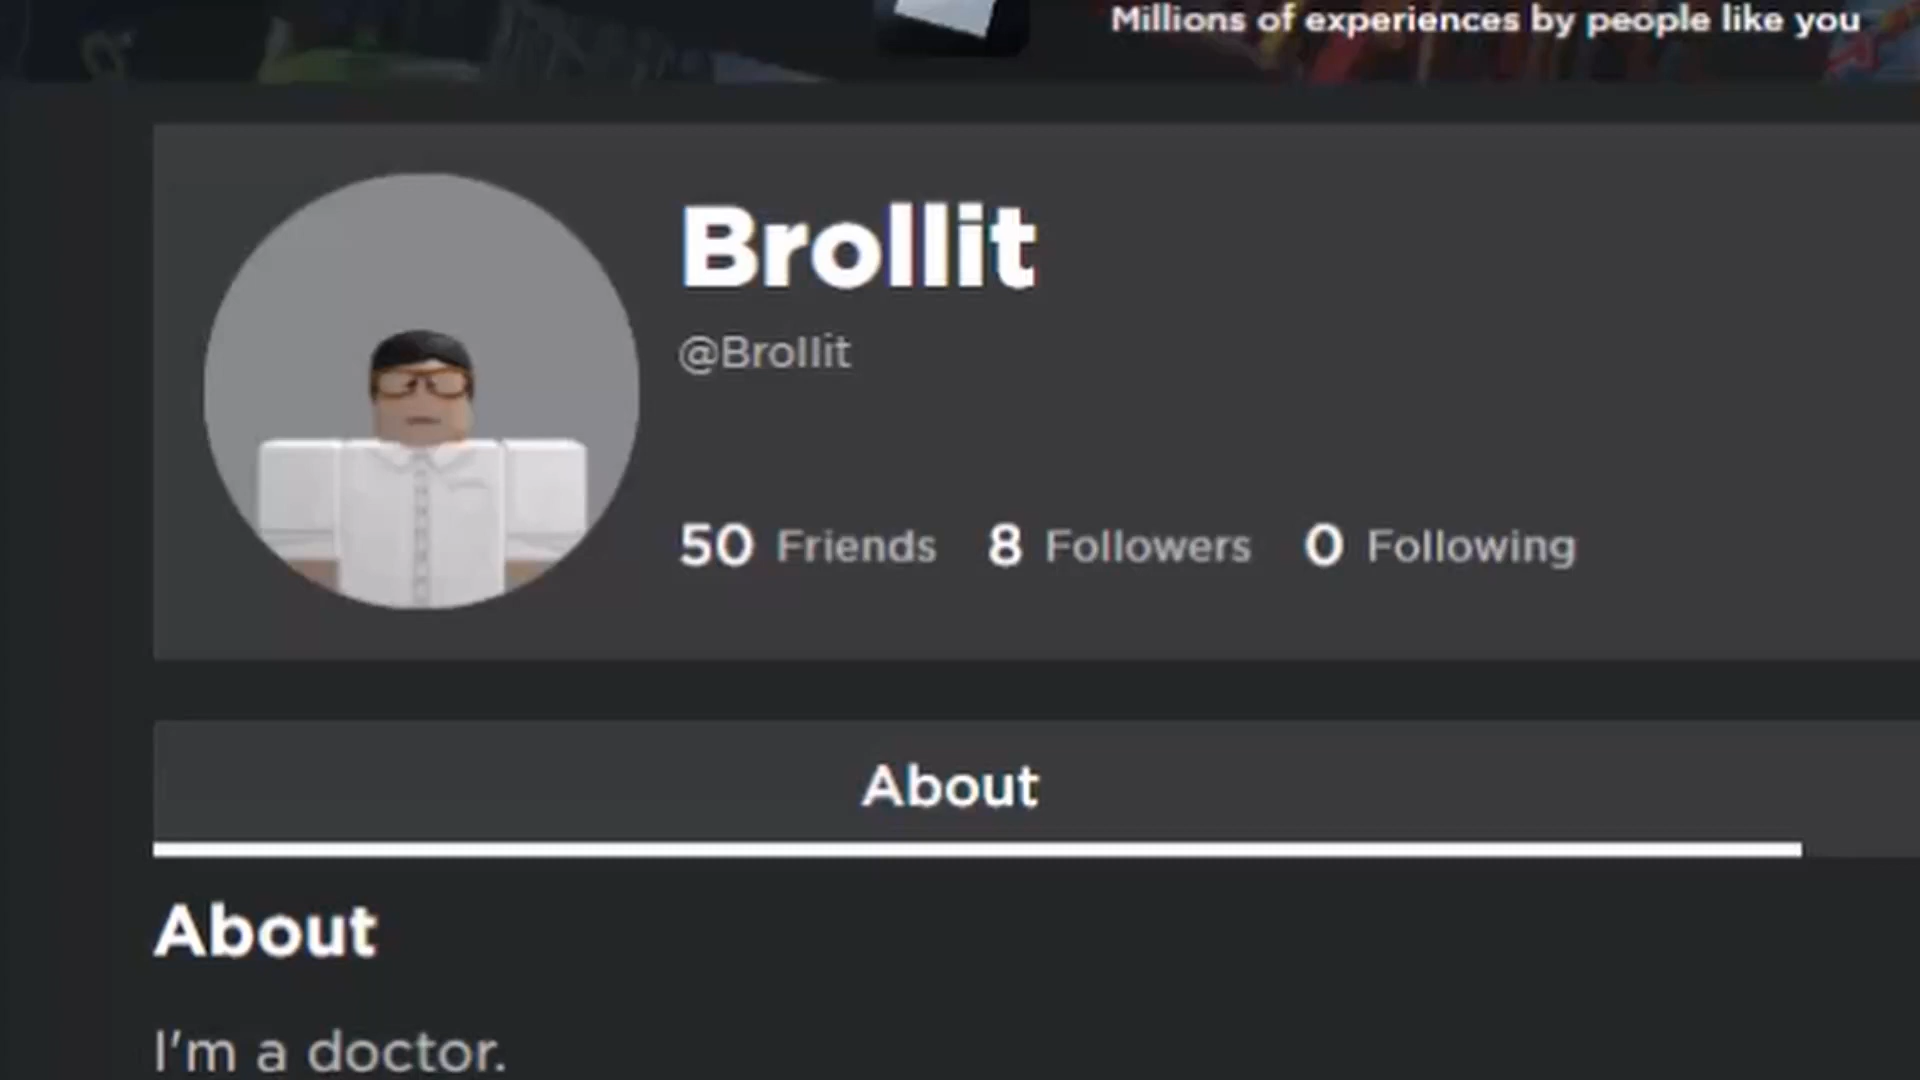 Millions of experiences by people like you
Brollit
@Brollit
50 Friends 8 Followers 0 Following
About
About
I'm a doctor.